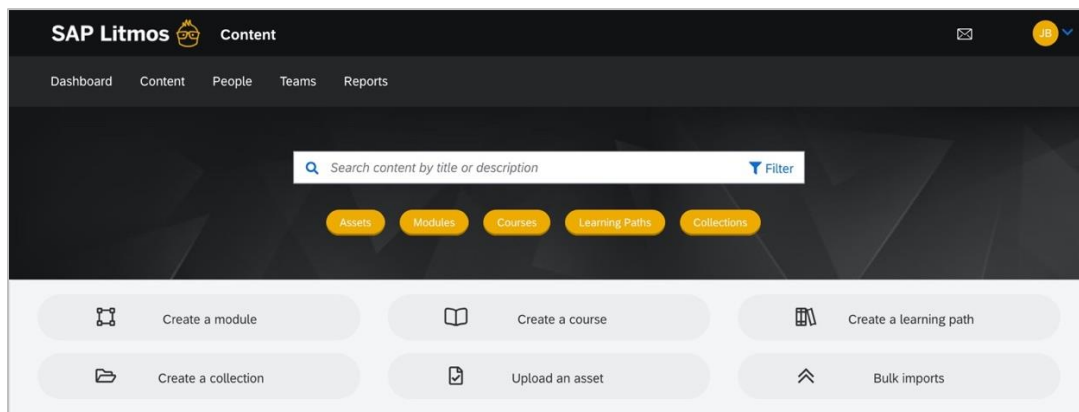 SAP Litmos Content JB
Dashboard Content People Teams Reports
Search content by title or description Filter
Assets Modules Courses Learning Paths Collections
Create a module Create a course Create a learning path
Create a collection Upload an asset Bulk imports